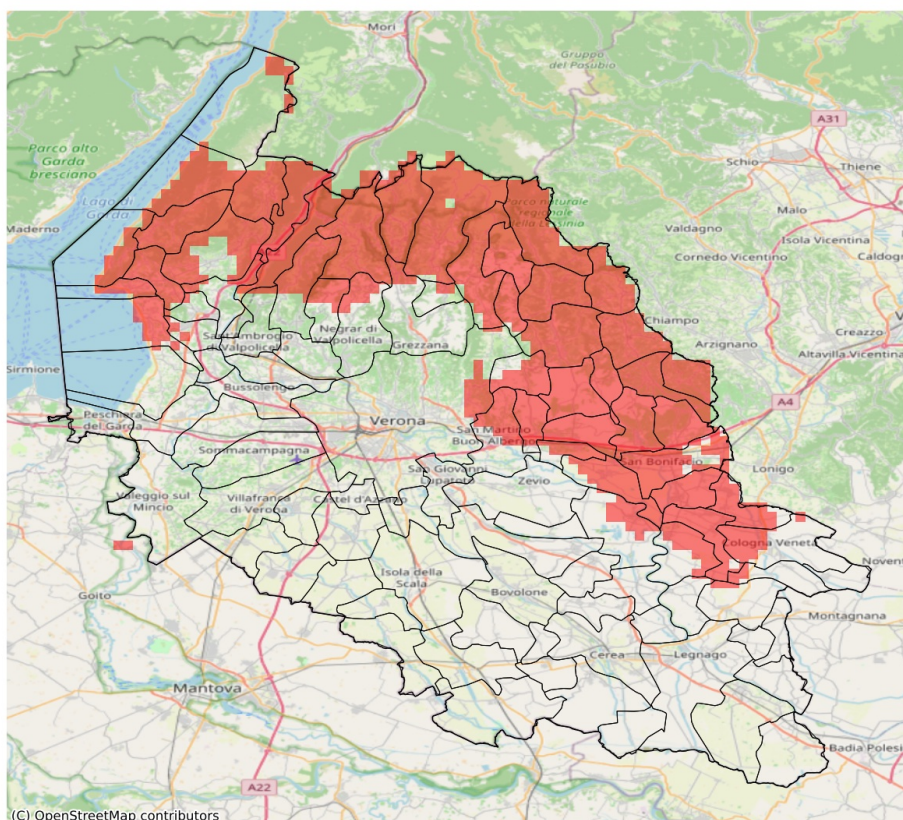 Mori
Gruppo
del Pasubio
A31
Parco alto
Garda
bresciano
Schio
Thiene
Lago di
Garda
Parco naturale
regionale
della Lessinia
Malo
Maderno
Valdagno
Isola Vicentina
Cornedo Vicentino
Caldogn
Chiampo
V
Sant'Ambrogio
di Valpolicella
Negrar di
Valpolicella
Grezzana
Arzignano
Creazzo
Altavilla Vicentina
Sirmione
Bussolengo
A4
Peschiera
del Garda
Verona
San Martino
Buon Albergo
Sommacampagna
San Bonifacio
Lonigo
San Giovanni
Lupatoto
Zevio
Valeggio sul
Mincio
Villafranca
di Verona
Castel d'Azzano
Cologna Veneta
Novent
Isola della
Scala
Goito
Bovolone
Montagnana
Cerea
Legnago
Mantova
Badia Polesi
A22
(C) OpenStreetMap contributors